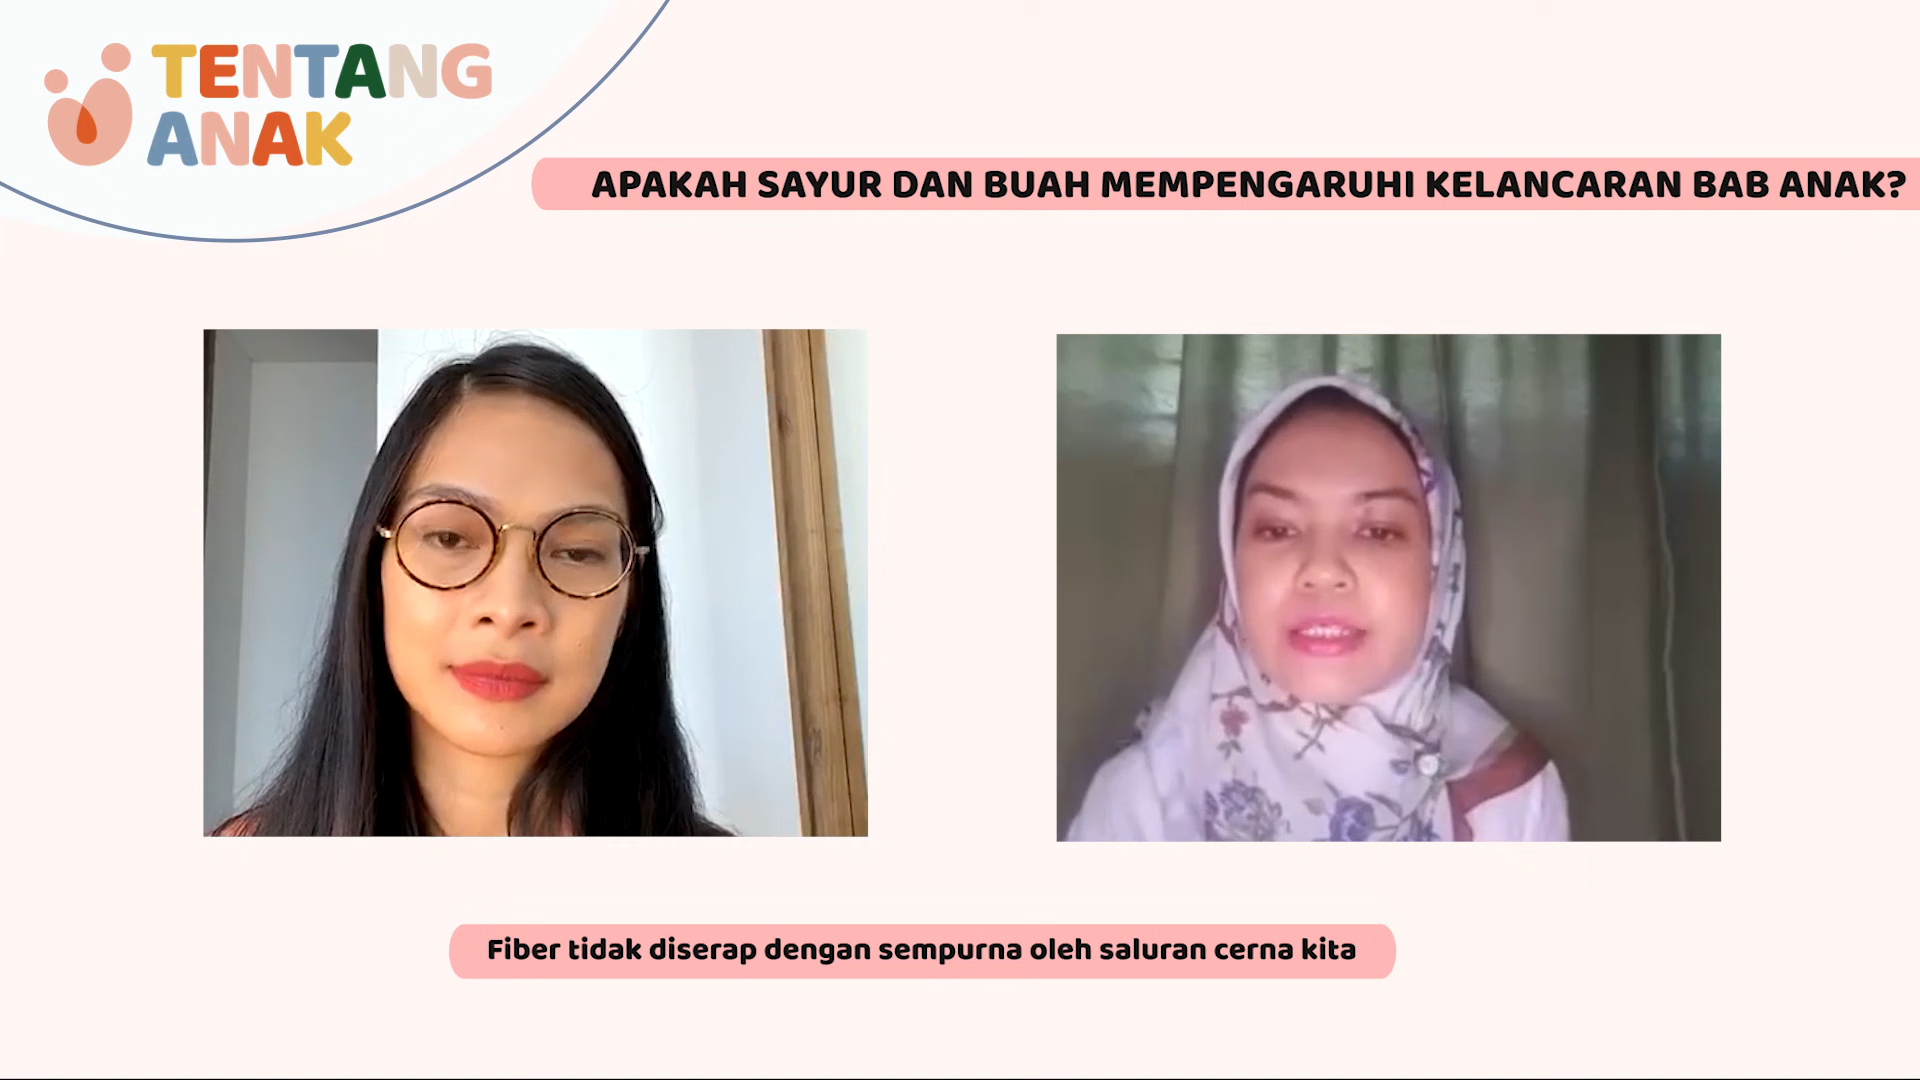 TENTANG
ANAK
APAKAH SAYUR DAN BUAH MEMPENGARUHI KELANCARAN BAB ANAK?
Fiber tidak diserap dengan sempurna oleh saluran cerna kita